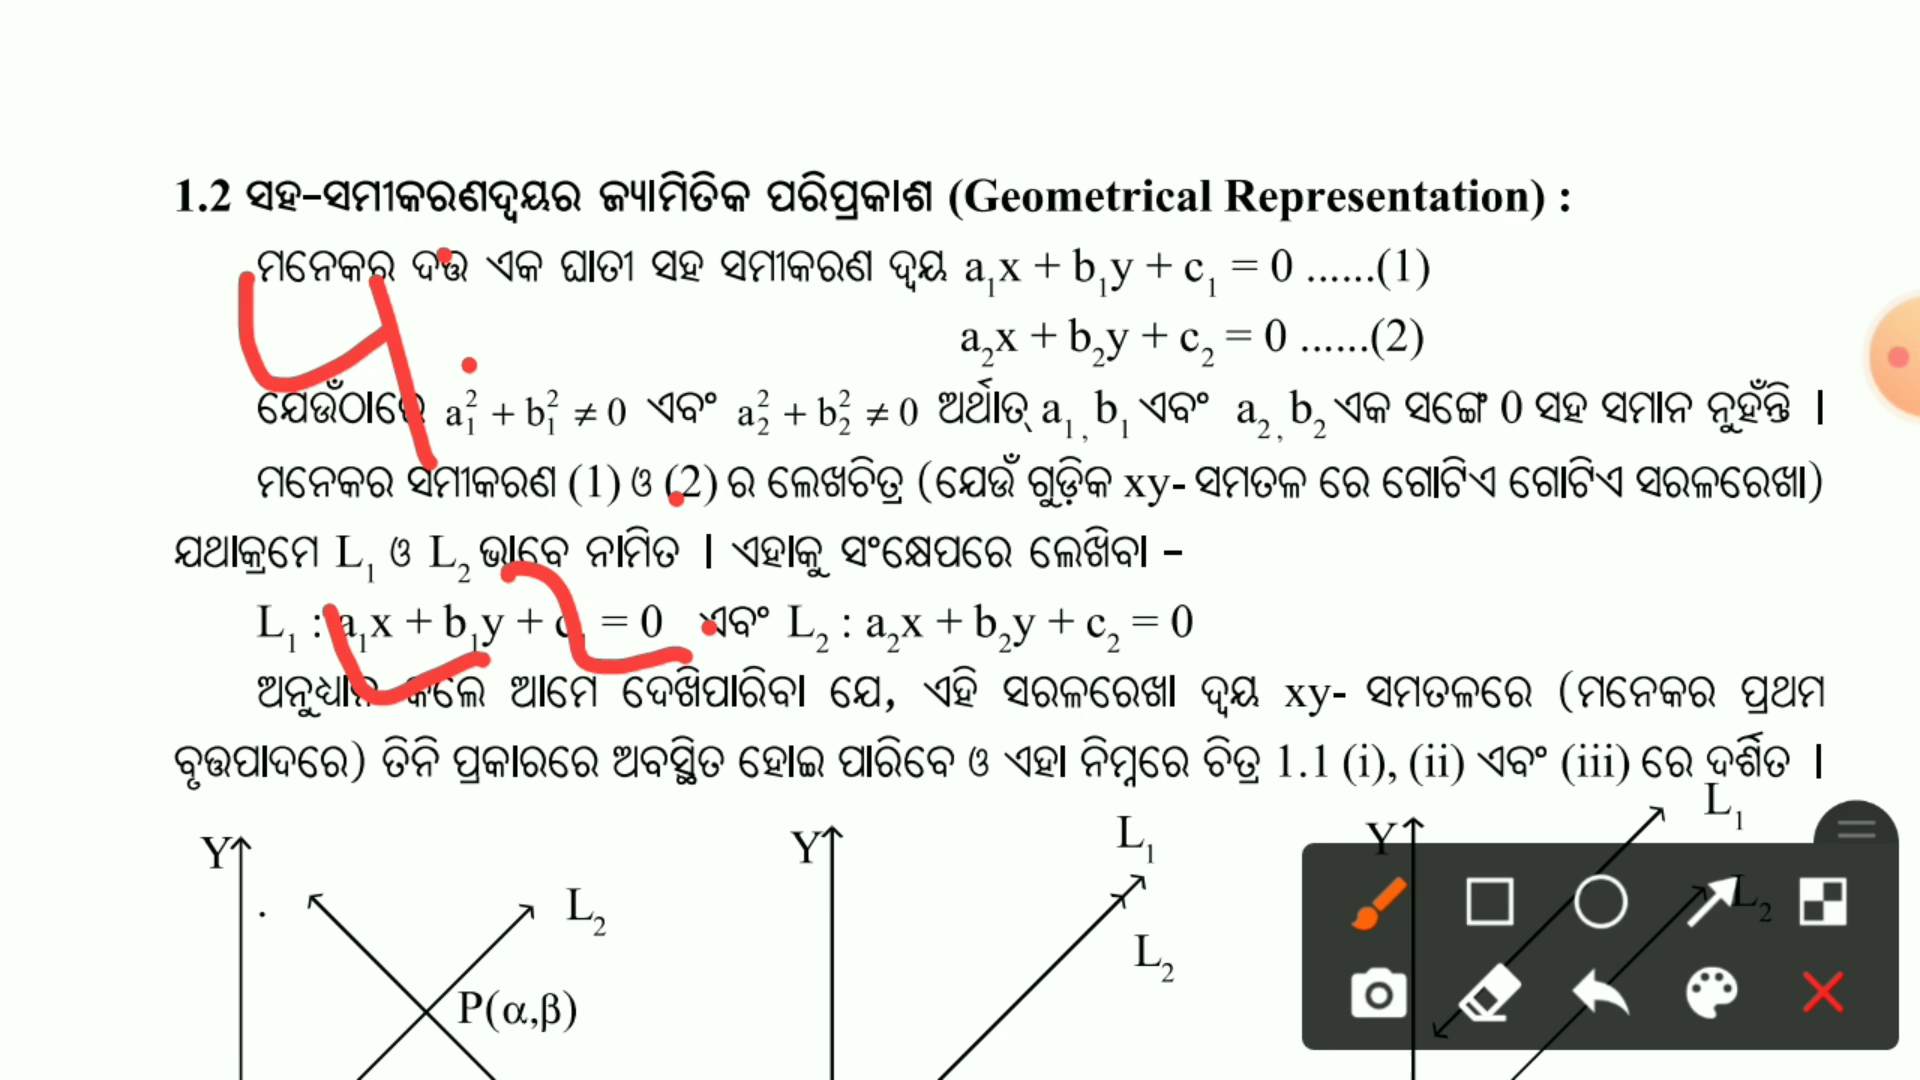 1.2 ସହ-ସମୀକରଣଦ୍ୱୟର ଜ୍ୟାମିତିକ ପରିପ୍ରକାଶ (Geometrical Representation) :
ମନେକର ଦତ୍ତ ଏକ ଘାତୀ ସହ ସମୀକରଣ ଦ୍ୱୟ a₁x + b₁y + c₁ = 0 ......(1)
a₂x + b₂y + c₂ = 0 ......(2)
ଯେଉଁଠାରେ a₁² + b₁² ≠ 0 ଏବଂ a₂² + b₂² ≠ 0 ଅର୍ଥାତ୍ a₁, b₁ ଏବଂ a₂, b₂ ଏକ ସଙ୍ଗେ 0 ସହ ସମାନ ନୁହଁନ୍ତି ।
ମନେକର ସମୀକରଣ (1) ଓ (2) ର ଲେଖଚିତ୍ର (ଯେଉଁ ଗୁଡ଼ିକ xy- ସମତଳ ରେ ଗୋଟିଏ ଗୋଟିଏ ସରଳରେଖା)
ଯଥାକ୍ରମେ L₁ ଓ L₂ ଭାବେ ନାମିତ । ଏହାକୁ ସଂକ୍ଷେପରେ ଲେଖିବା –
L₁ : a₁x + b₁y + c₁ = 0 ଏବଂ L₂ : a₂x + b₂y + c₂ = 0
ଅନୁଧ୍ୟାନ କଲେ ଆମେ ଦେଖିପାରିବା ଯେ, ଏହି ସରଳରେଖା ଦ୍ୱୟ xy- ସମତଳରେ (ମନେକର ପ୍ରଥମ
ବୃତ୍ତପାଦରେ) ତିନି ପ୍ରକାରରେ ଅବସ୍ଥିତ ହୋଇ ପାରିବେ ଓ ଏହା ନିମ୍ନରେ ଚିତ୍ର 1.1 (i), (ii) ଏବଂ (iii) ରେ ଦର୍ଶିତ ।
Y L₂ P(α,β)
Y L₁ L₂
Y L₁ L₂